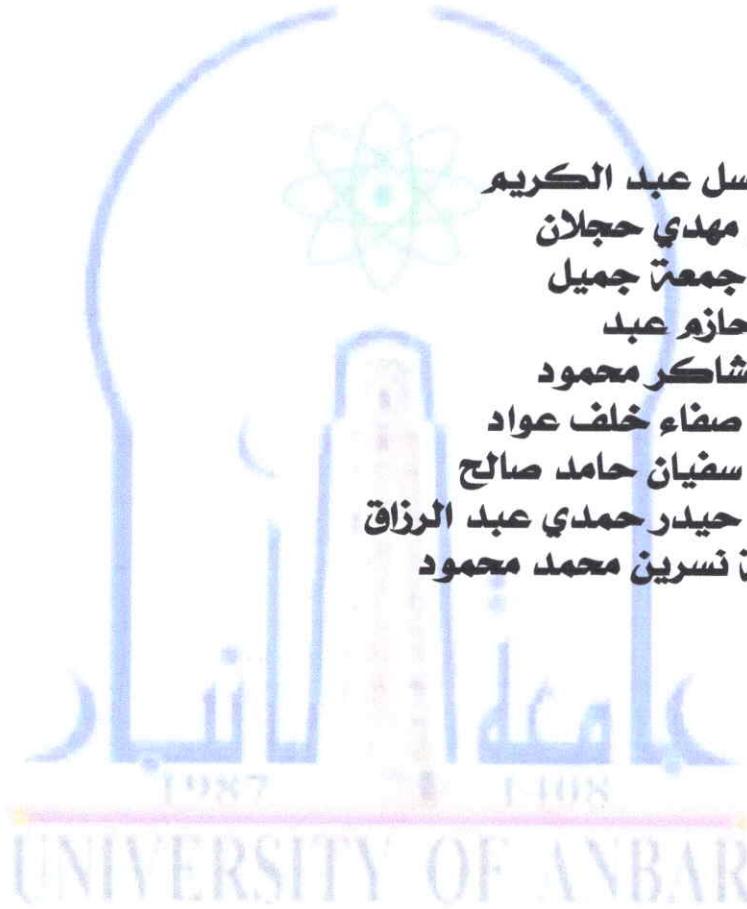 عبد الكريم
مهدي حجلان
جمعة جميل
حازم عبد
شاكر محمود
صفاء خلف عواد
سفيان حامد صالح
حيدر حمدي عبد الرزاق
نسرين محمد محمود
جامعة الانبار
1987 1408
UNIVERSITY OF ANBAR